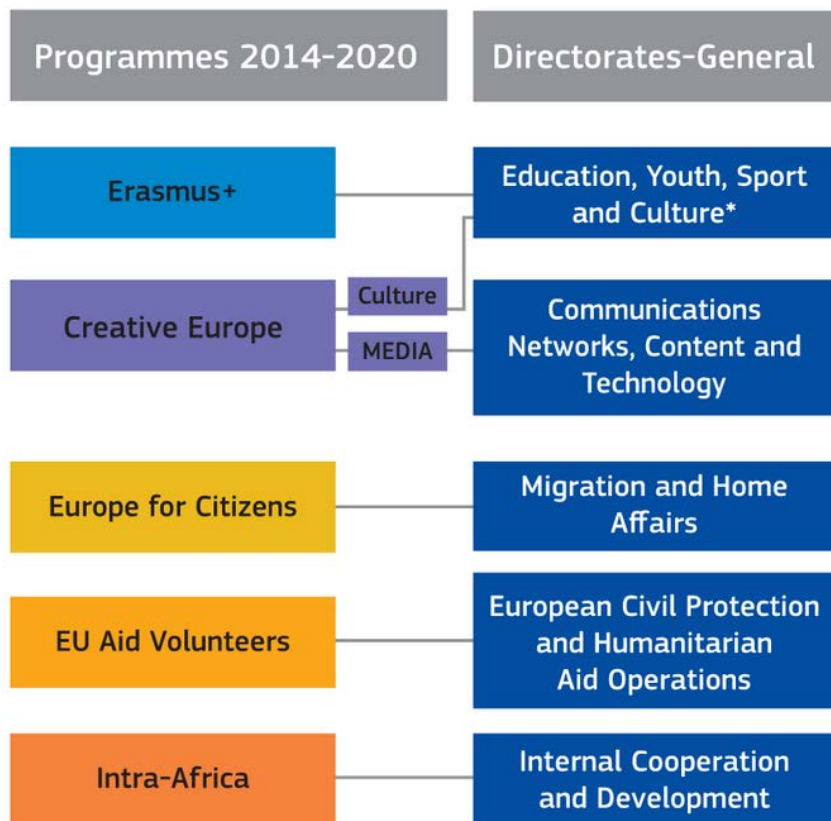 Programmes 2014-2020
Directorates-General
Erasmus+
Education, Youth, Sport
and Culture*
Creative Europe
Culture
MEDIA
Communications
Networks, Content and
Technology
Europe for Citizens
Migration and Home
Affairs
EU Aid Volunteers
European Civil Protection
and Humanitarian
Aid Operations
Intra-Africa
Internal Cooperation
and Development